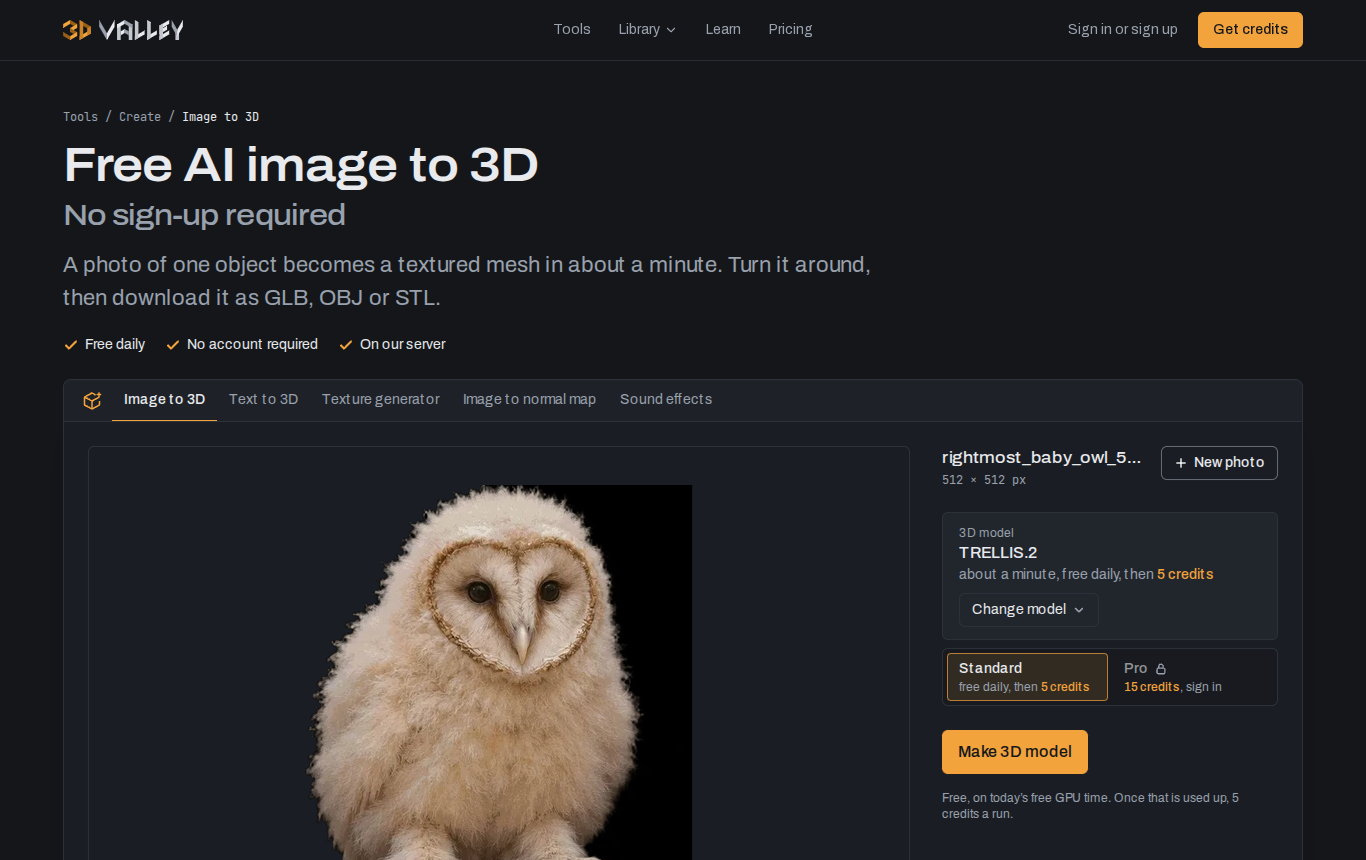 3D VALLEY
Tools
Library
Learn
Pricing
Sign in or sign up
Get credits
Tools / Create / Image to 3D
Free AI image to 3D
No sign-up required
A photo of one object becomes a textured mesh in about a minute. Turn it around,
then download it as GLB, OBJ or STL.
Free daily
No account required
On our server
Image to 3D
Text to 3D
Texture generator
Image to normal map
Sound effects
rightmost_baby_owl_5...
512 × 512 px
New photo
3D model
TRELLIS.2
about a minute, free daily, then 5 credits
Change model
Standard
free daily, then 5 credits
Pro
15 credits, sign in
Make 3D model
Free, on today's free GPU time. Once that is used up, 5
credits a run.